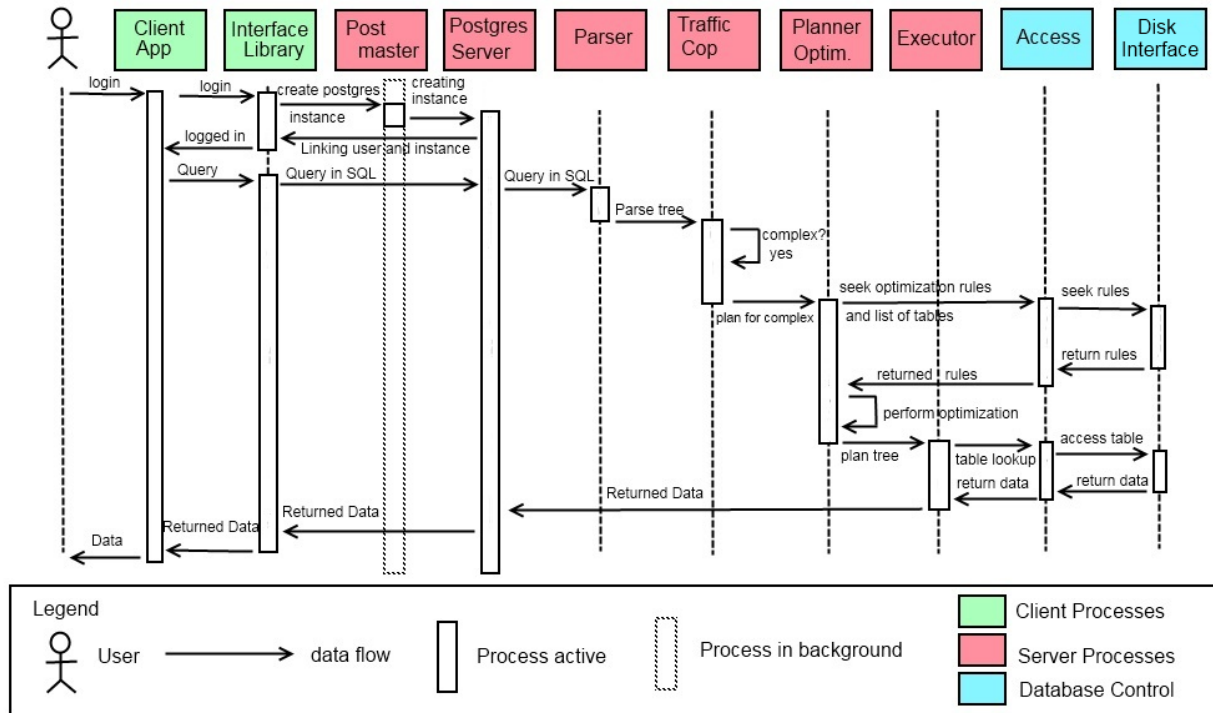 Client
App
Interface
Library
Post
master
Postgres
Server
Parser
Traffic
Cop
Planner
Optim.
Executor
Access
Disk
Interface
login
login
create postgres
instance
creating
instance
logged in
Linking user and instance
Query
Query in SQL
Query in SQL
Parse tree
complex?
yes
plan for complex
seek optimization rules
and list of tables
seek rules
return rules
returned rules
perform optimization
plan tree
table lookup
access table
return data
return data
Returned Data
Returned Data
Returned Data
Data
Legend
User
data flow
Process active
Process in background
Client Processes
Server Processes
Database Control